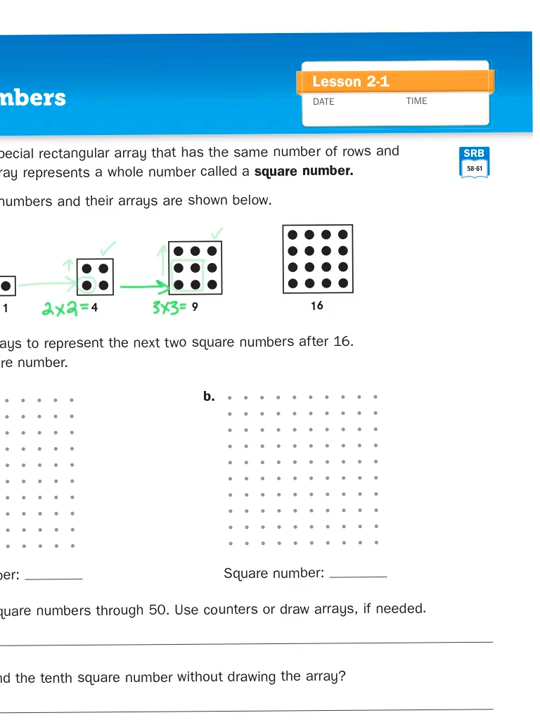 mbers
Lesson 2-1
DATE TIME
pecial rectangular array that has the same number of rows and
ray represents a whole number called a square number.
SRB
58-61
numbers and their arrays are shown below.
1 2x2= 4 3x3= 9 16
ays to represent the next two square numbers after 16.
re number.
b.
er: Square number:
quare numbers through 50. Use counters or draw arrays, if needed.
nd the tenth square number without drawing the array?